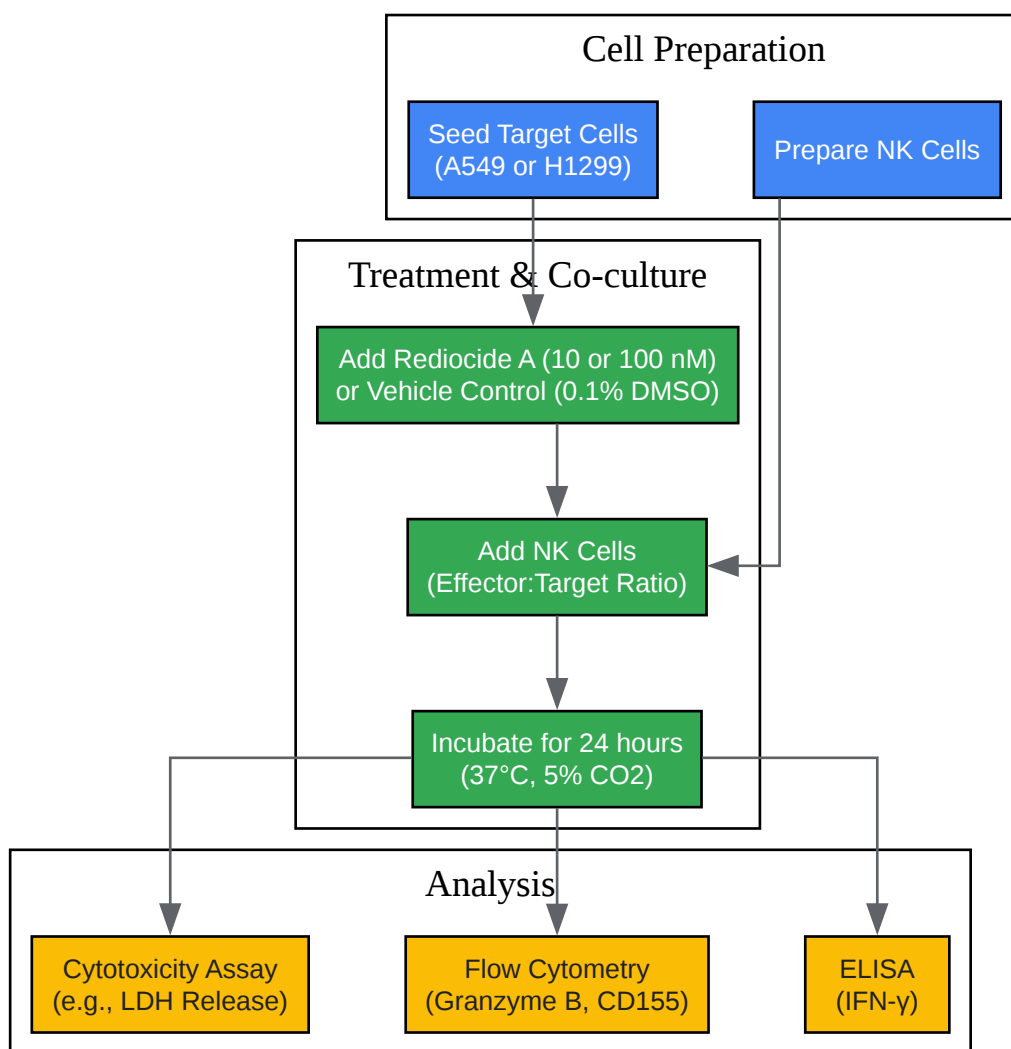 Cell Preparation
Seed Target Cells
(A549 or H1299)
Prepare NK Cells
Treatment & Co-culture
Add Rediocide A (10 or 100 nM)
or Vehicle Control (0.1% DMSO)
Add NK Cells
(Effector:Target Ratio)
Incubate for 24 hours
(37°C, 5% CO2)
Analysis
Cytotoxicity Assay
(e.g., LDH Release)
Flow Cytometry
(Granzyme B, CD155)
ELISA
(IFN-γ)